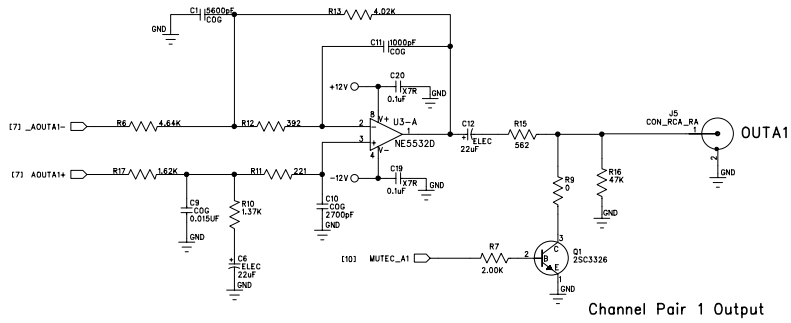 C1 5600pF
COG
GND
R13 4.02K
C11 1000pF
COG
+12V
C20
X7R
0.1uF
GND
8 V+
U3-A
NE5532D
[7] _AOUTA1- R6 4.64K R12 392 2 - 1
3 +
V-
4
[7] AOUTA1+ R17 1.62K R11 221
-12V
C19
X7R
0.1uF
GND
C12
+ ELEC
22uF
R15
562
J5
CON_RCA_RA
1
2
GND
OUTA1
C9
COG
0.015UF
GND
R10
1.37K
+ C6
ELEC
22uF
GND
C10
COG
2700pF
GND
R9
0
R16
47K
GND
[10] MUTEC_A1 R7
2.00K
2 B
3
C
E
1
Q1
2SC3326
GND
Channel Pair 1 Output